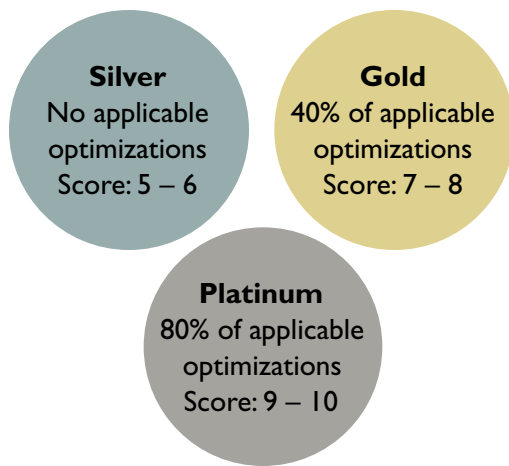 Silver
No applicable
optimizations
Score: 5 – 6
Gold
40% of applicable
optimizations
Score: 7 – 8
Platinum
80% of applicable
optimizations
Score: 9 – 10